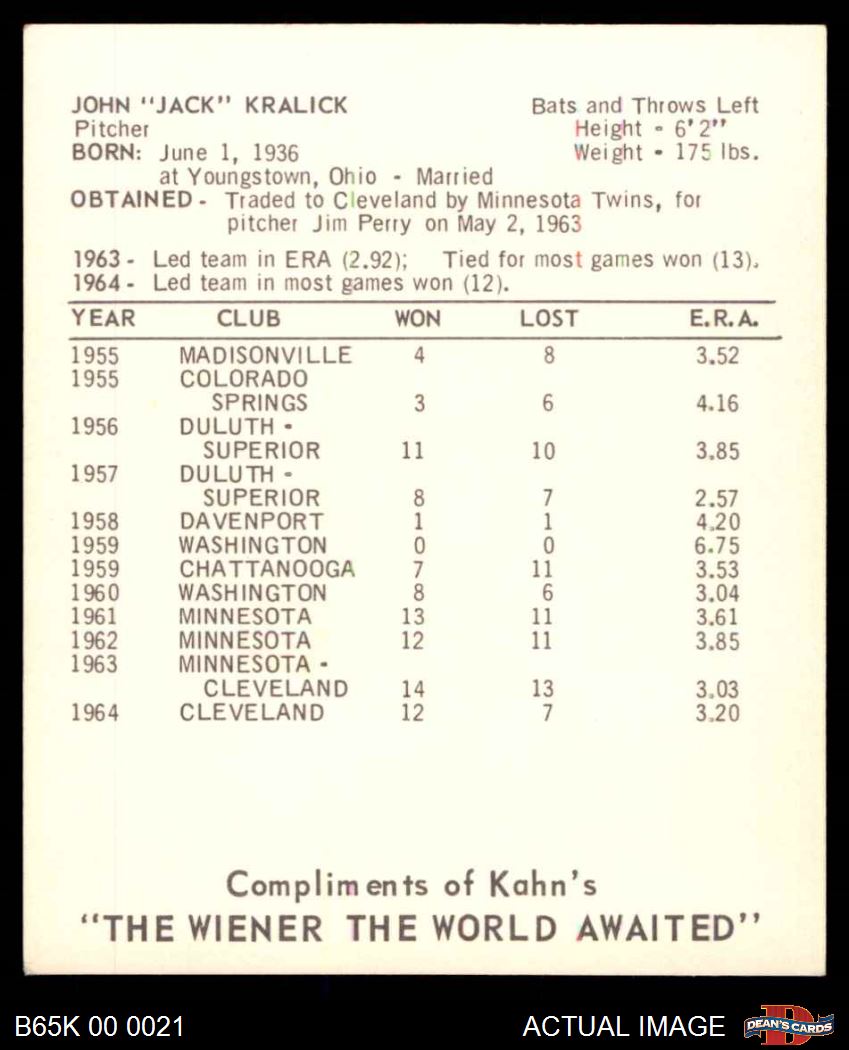 JOHN "JACK" KRALICK Bats and Throws Left
Pitcher Height - 6'2"
BORN: June 1, 1936 Weight - 175 lbs.
at Youngstown, Ohio - Married
OBTAINED - Traded to Cleveland by Minnesota Twins, for
pitcher Jim Perry on May 2, 1963
1963 - Led team in ERA (2.92); Tied for most games won (13).
1964 - Led team in most games won (12).
YEAR CLUB WON LOST E.R.A.
1955 MADISONVILLE 4 8 3.52
1955 COLORADO
SPRINGS 3 6 4.16
1956 DULUTH -
SUPERIOR 11 10 3.85
1957 DULUTH -
SUPERIOR 8 7 2.57
1958 DAVENPORT 1 1 4.20
1959 WASHINGTON 0 0 6.75
1959 CHATTANOOGA 7 11 3.53
1960 WASHINGTON 8 6 3.04
1961 MINNESOTA 13 11 3.61
1962 MINNESOTA 12 11 3.85
1963 MINNESOTA -
CLEVELAND 14 13 3.03
1964 CLEVELAND 12 7 3.20
Compliments of Kahn's
"THE WIENER THE WORLD AWAITED"
B65K 00 0021 ACTUAL IMAGE DEAN'S CARDS